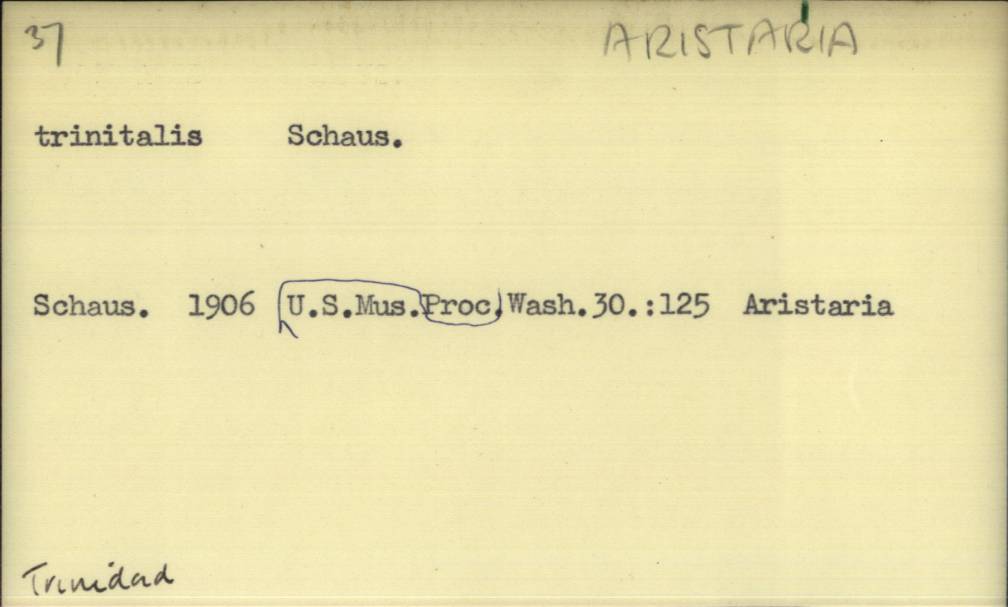 37 ARISTARIA
trinitalis Schaus.
Schaus. 1906 U.S.Mus.Proc.Wash.30.:125 Aristaria
Trinidad